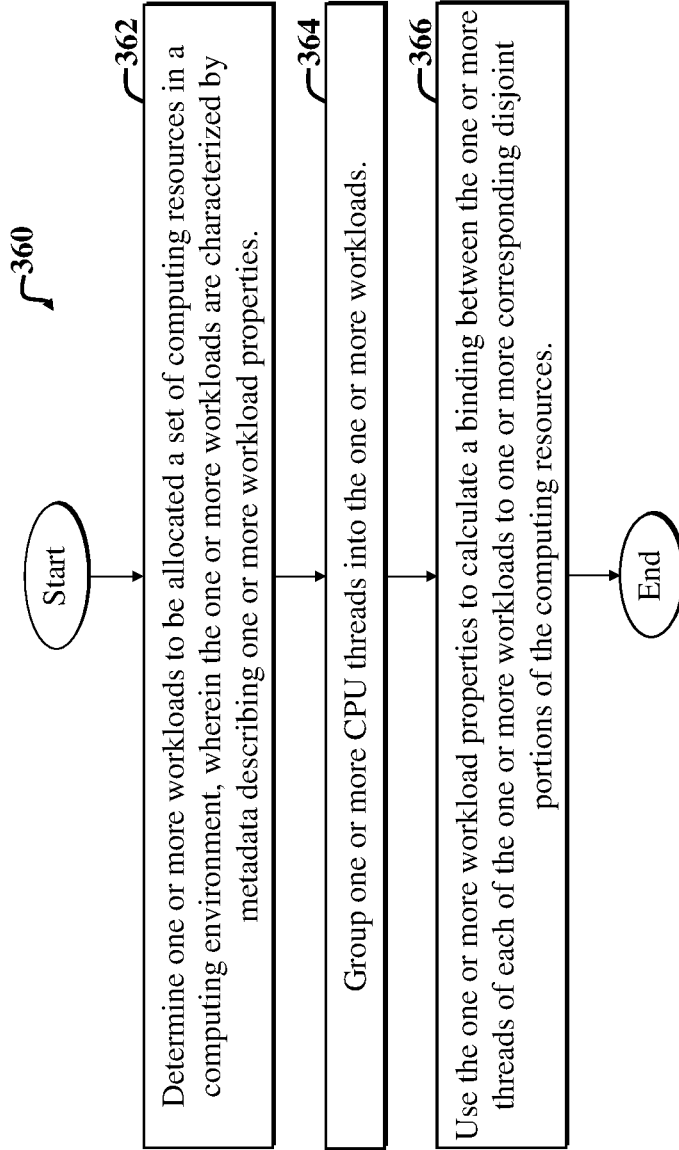 360
Start
362
Determine one or more workloads to be allocated a set of computing resources in a
computing environment, wherein the one or more workloads are characterized by
metadata describing one or more workload properties.
364
Group one or more CPU threads into the one or more workloads.
366
Use the one or more workload properties to calculate a binding between the one or more
threads of each of the one or more workloads to one or more corresponding disjoint
portions of the computing resources.
End